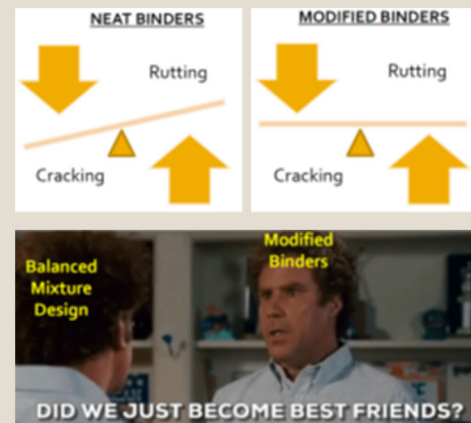 NEAT BINDERS
Rutting
Cracking
MODIFIED BINDERS
Rutting
Cracking
Balanced
Mixture
Design
Modified
Binders
DID WE JUST BECOME BEST FRIENDS?